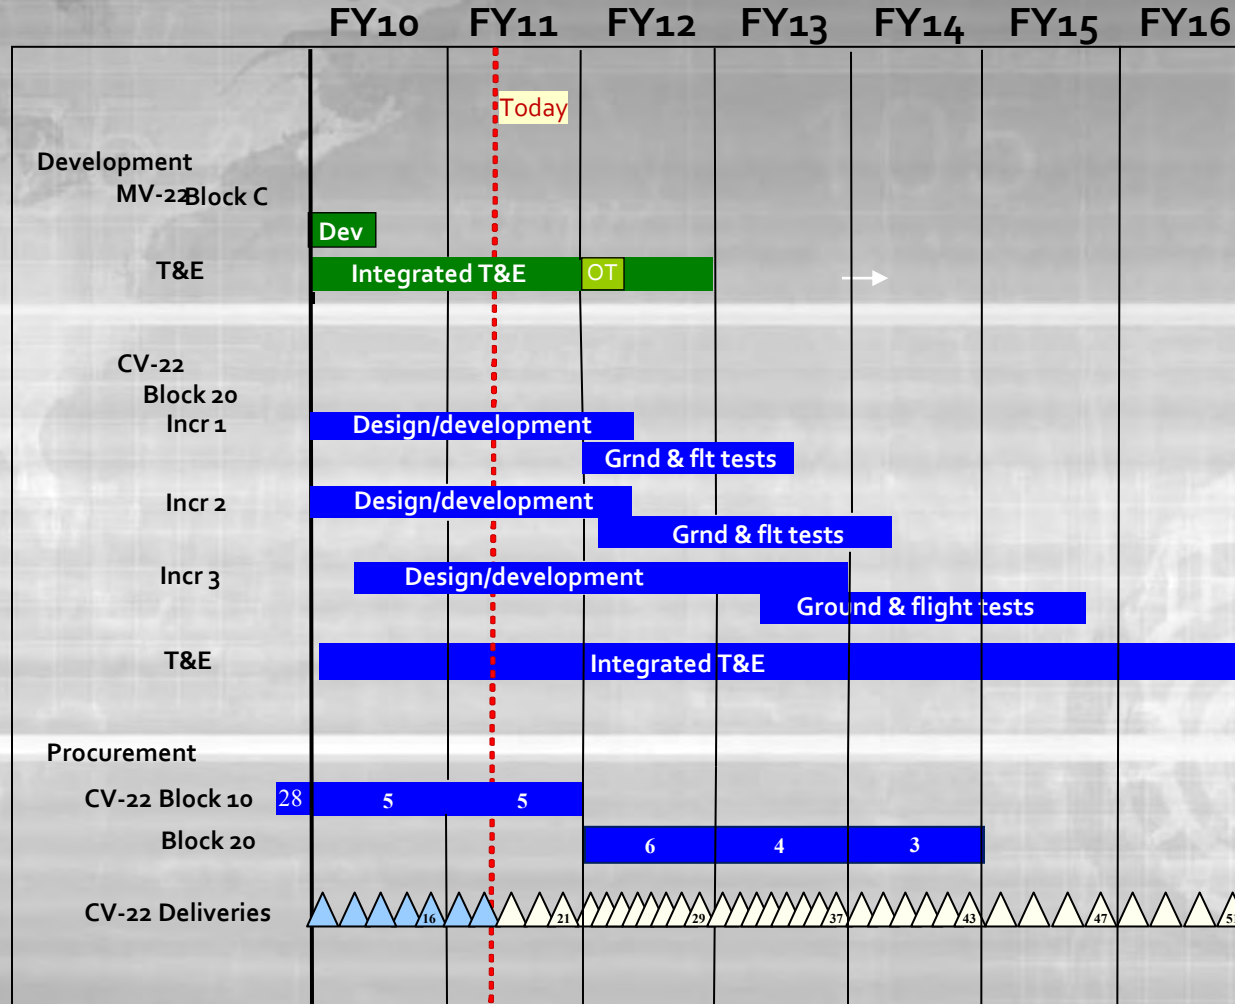 FY10 FY11 FY12 FY13 FY14 FY15 FY16
Today
Development
MV-22 Block C
Dev
T&E Integrated T&E OT
CV-22
Block 20
Incr 1 Design/development
Grnd & flt tests
Incr 2 Design/development
Grnd & flt tests
Incr 3 Design/development
Ground & flight tests
T&E Integrated T&E
Procurement
CV-22 Block 10 28 5 5
Block 20 6 4 3
CV-22 Deliveries 16 21 29 37 43 47